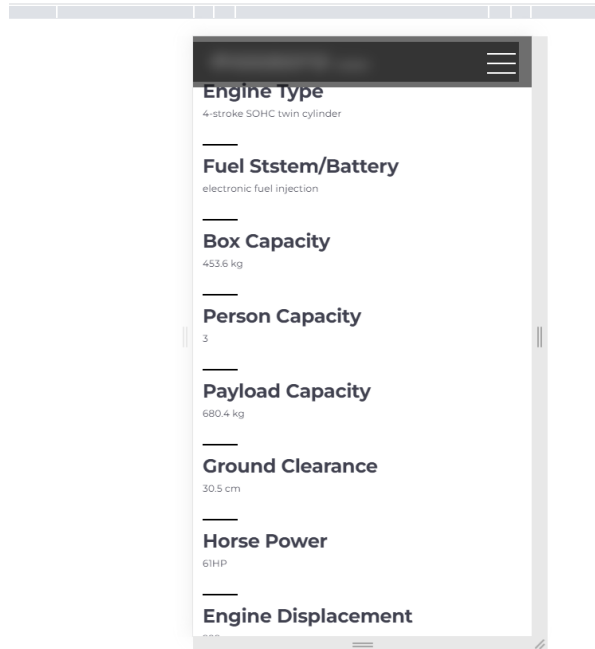 Engine Type
4-stroke SOHC twin cylinder
Fuel Ststem/Battery
electronic fuel injection
Box Capacity
453.6 kg
Person Capacity
3
Payload Capacity
680.4 kg
Ground Clearance
30.5 cm
Horse Power
61HP
Engine Displacement